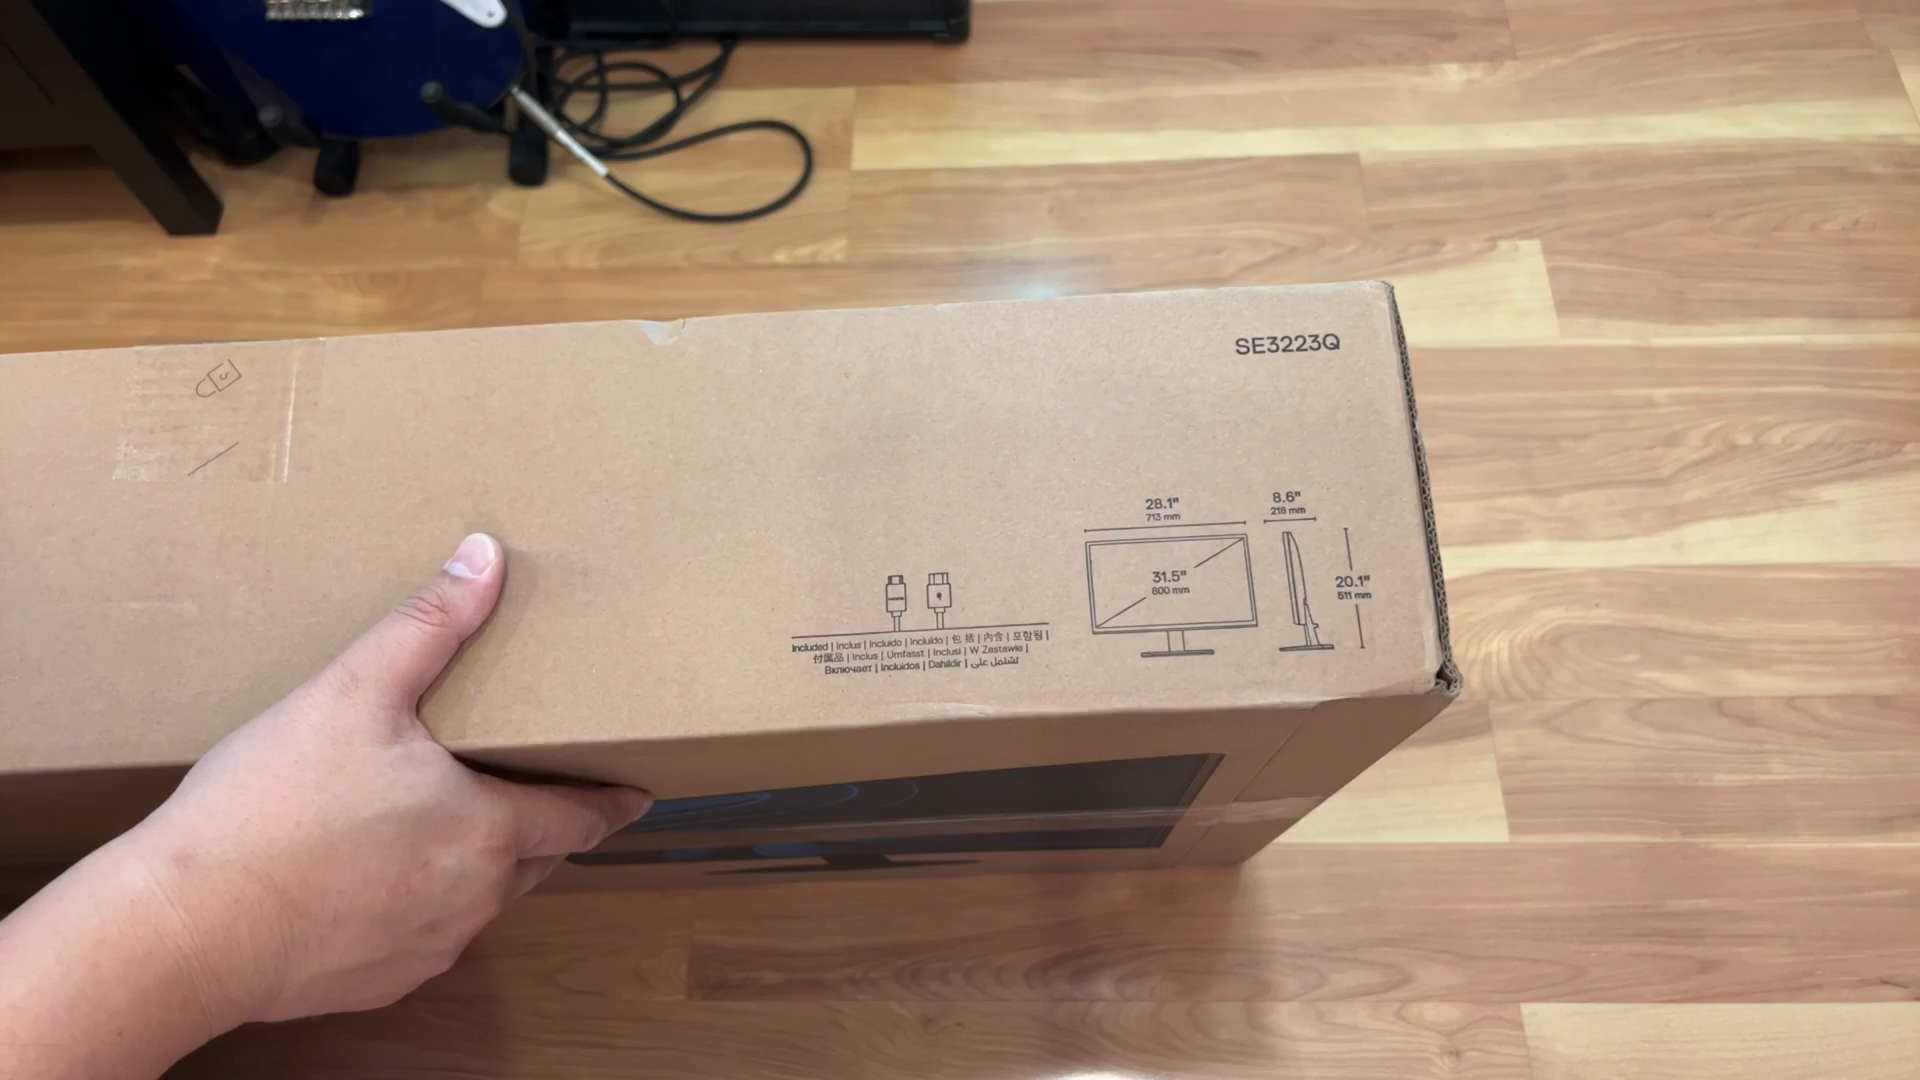 SE3223Q
28.1"
713 mm
8.6"
218 mm
31.5"
800 mm
20.1"
511 mm
Included | Inclus | Incluido | Incluído | 包括 | 內含 | 포함됨 |
付属品 | Inclus | Umfasst | Inclusi | W Zestawie |
Включает | Incluidos | Dahildir | تشتمل على